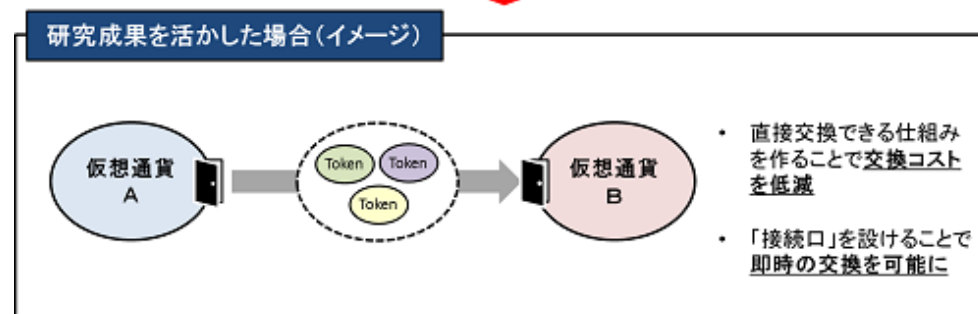 研究成果を活かした場合(イメージ)
仮想通貨
A
Token
Token
Token
仮想通貨
B
・ 直接交換できる仕組み
を作ることで交換コスト
を低減
・ 「接続口」を設けることで
即時の交換を可能に